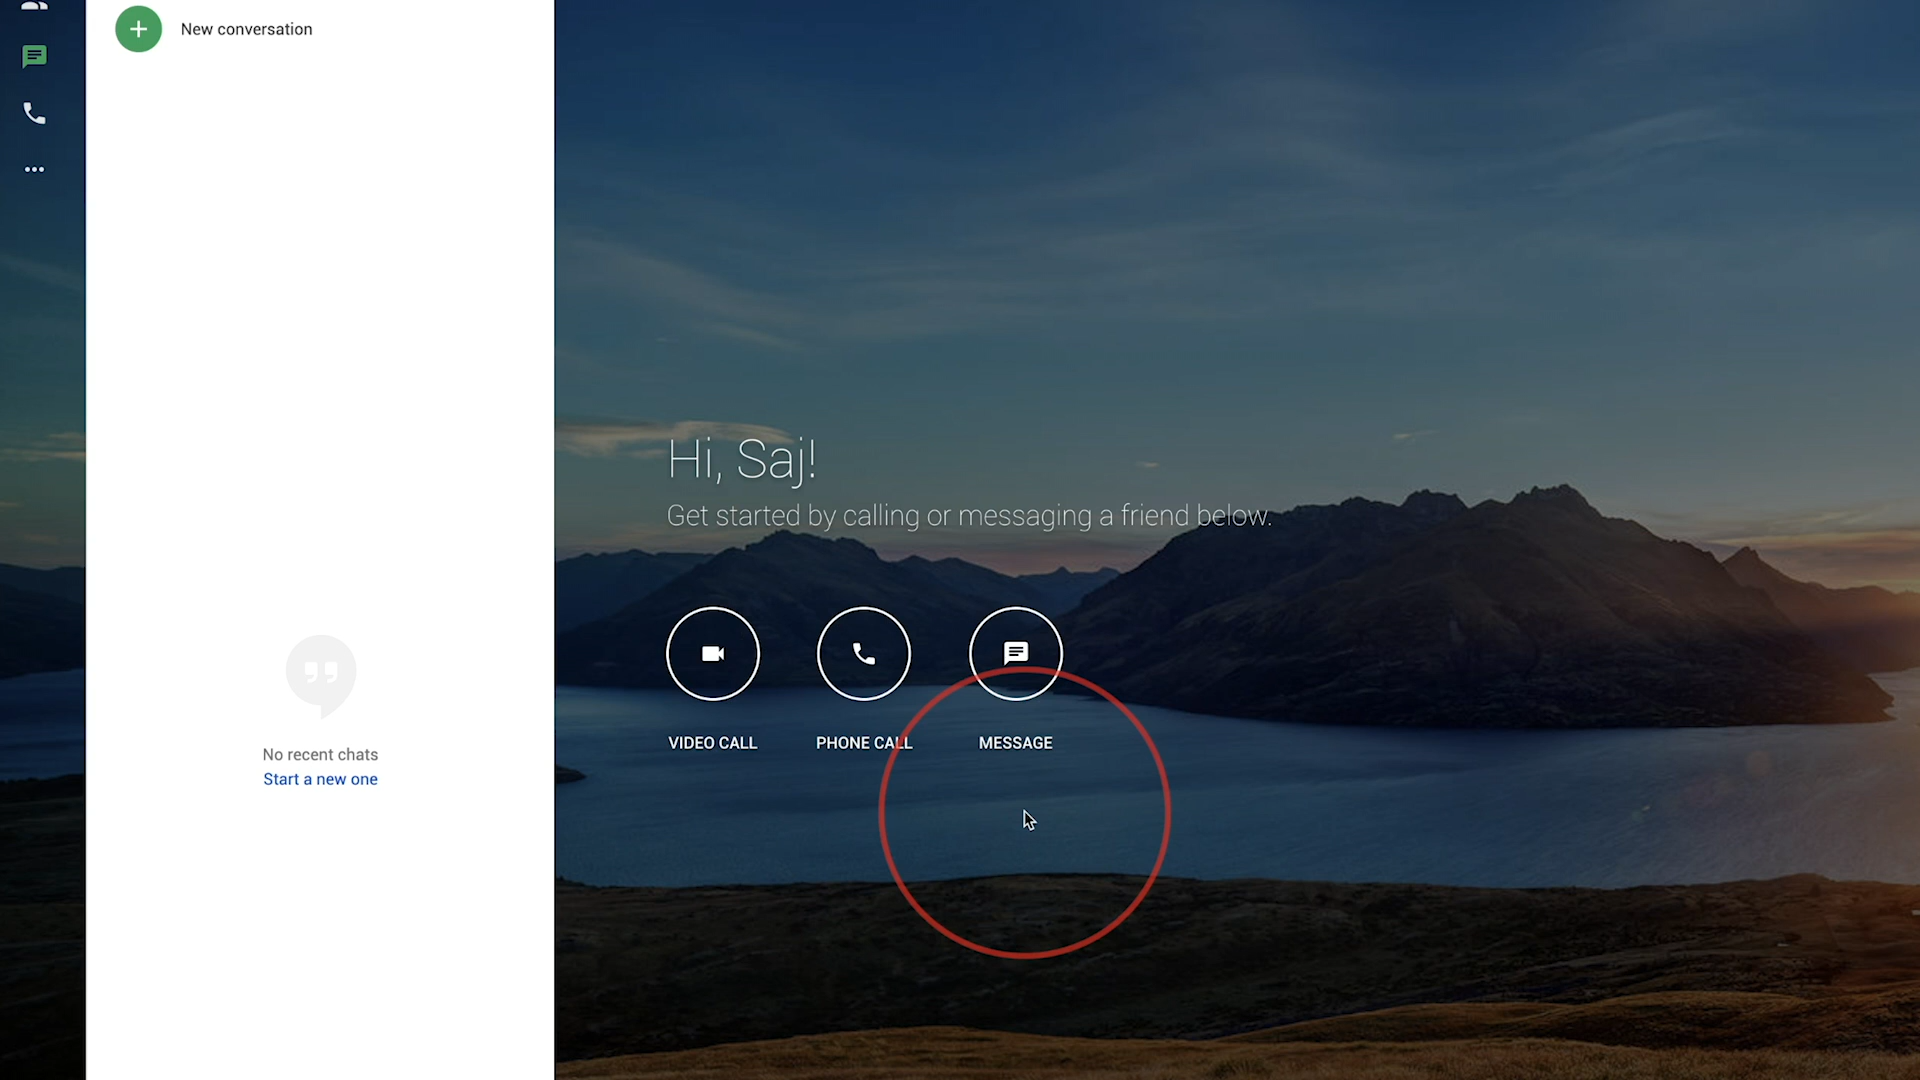 New conversation
Hi, Saj!
Get started by calling or messaging a friend below.
VIDEO CALL
PHONE CALL
MESSAGE
No recent chats
Start a new one